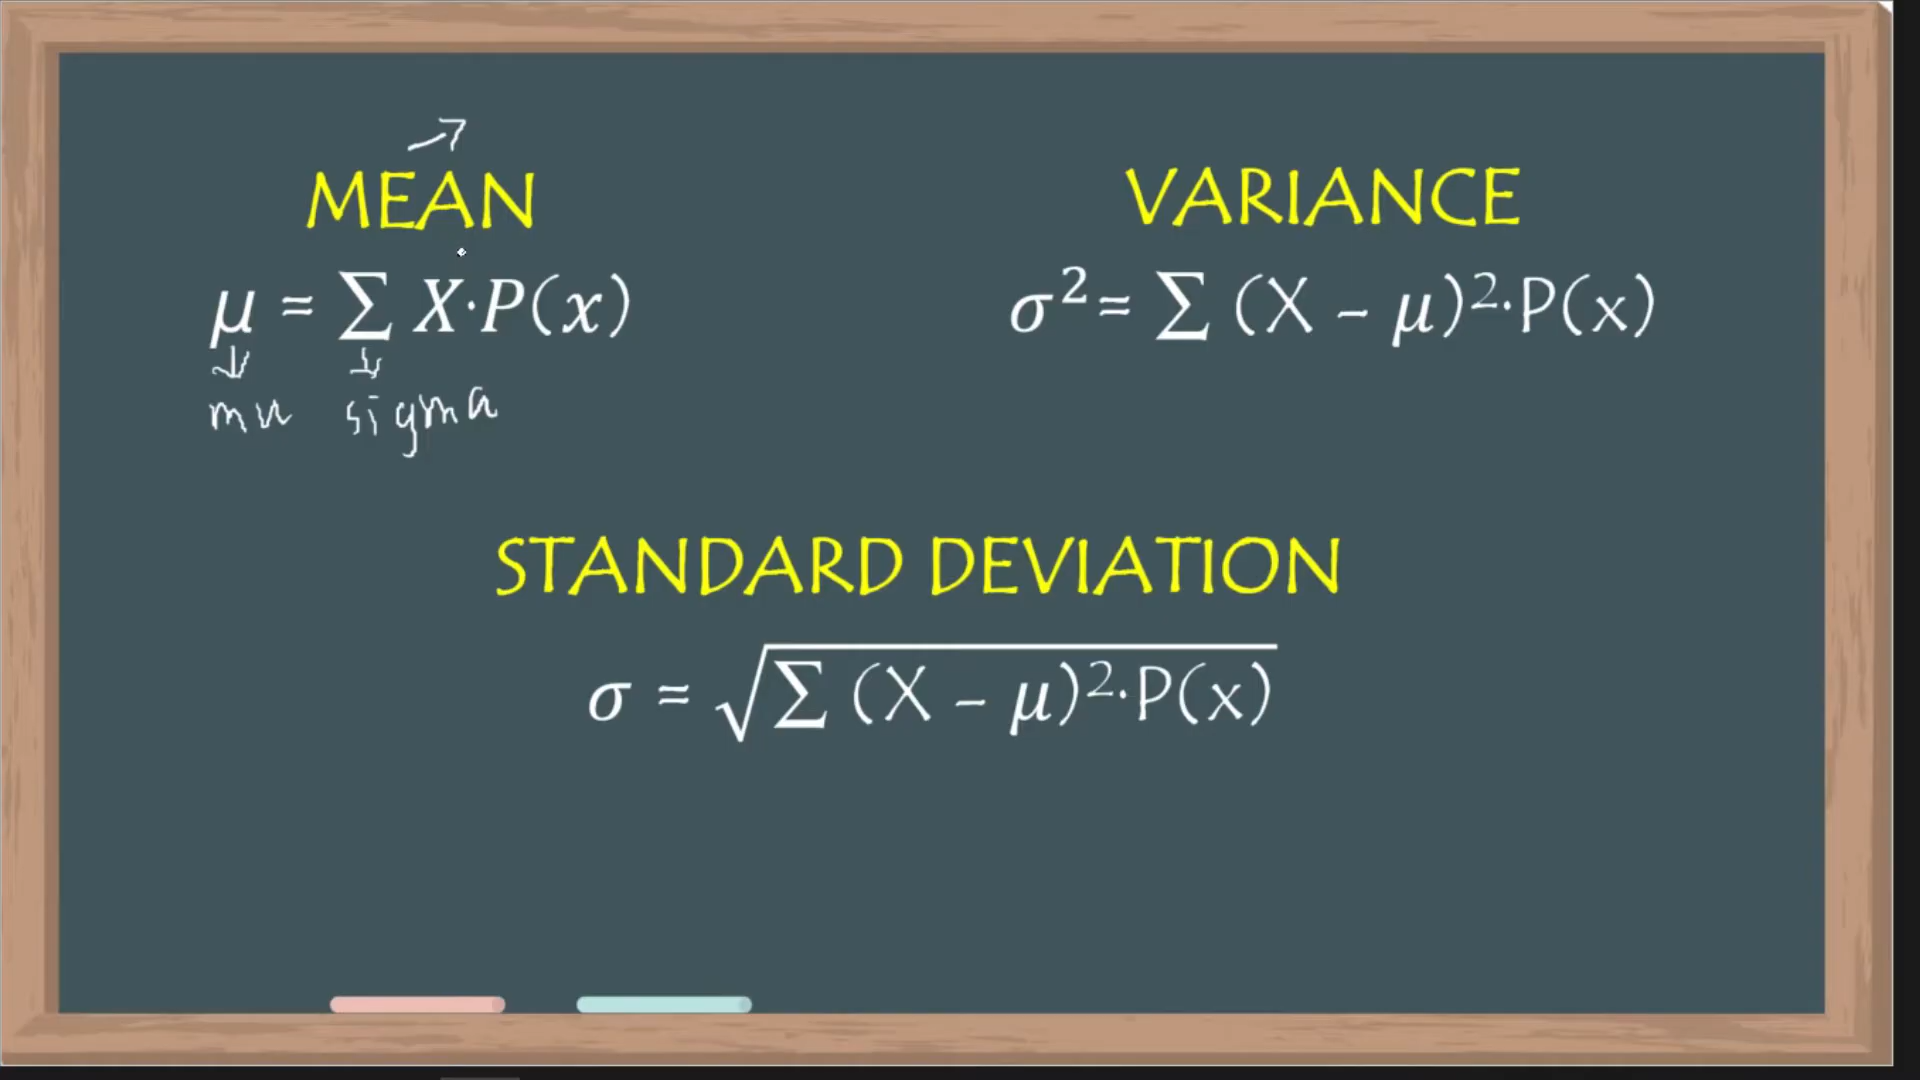 MEAN
μ = ∑ X·P(x)
mu sigma
VARIANCE
σ² = ∑ (X – μ)²·P(x)
STANDARD DEVIATION
σ = √∑ (X – μ)²·P(x)